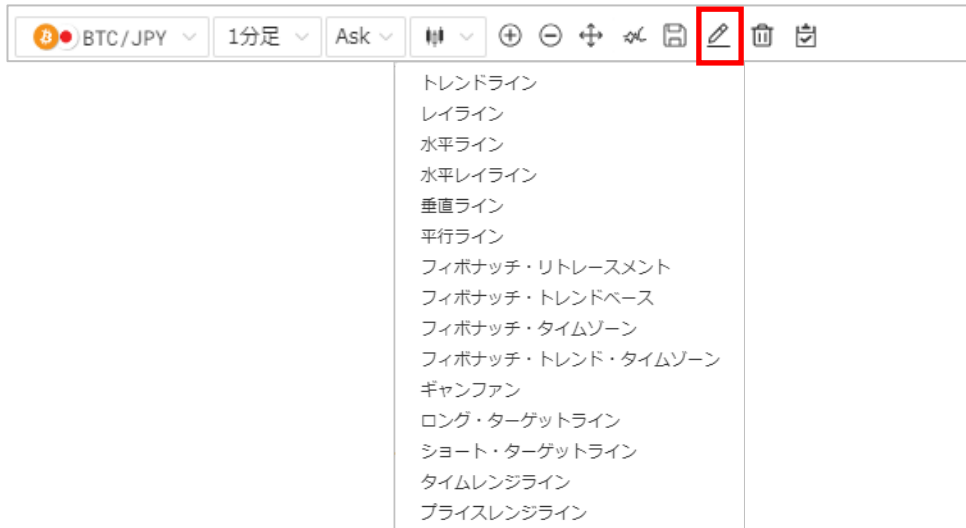 BTC/JPY 1分足 Ask
トレンドライン
レイライン
水平ライン
水平レイライン
垂直ライン
平行ライン
フィボナッチ・リトレースメント
フィボナッチ・トレンドベース
フィボナッチ・タイムゾーン
フィボナッチ・トレンド・タイムゾーン
ギャンファン
ロング・ターゲットライン
ショート・ターゲットライン
タイムレンジライン
プライスレンジライン